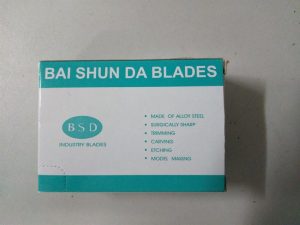 BAI SHUN DA BLADES
BSD
INDUSTRY BLADES
• MADE OF ALLOY STEEL
• SURGICALLY SHARP
• TRIMMING
• CARVING
• ETCHING
• MODEL MAKING